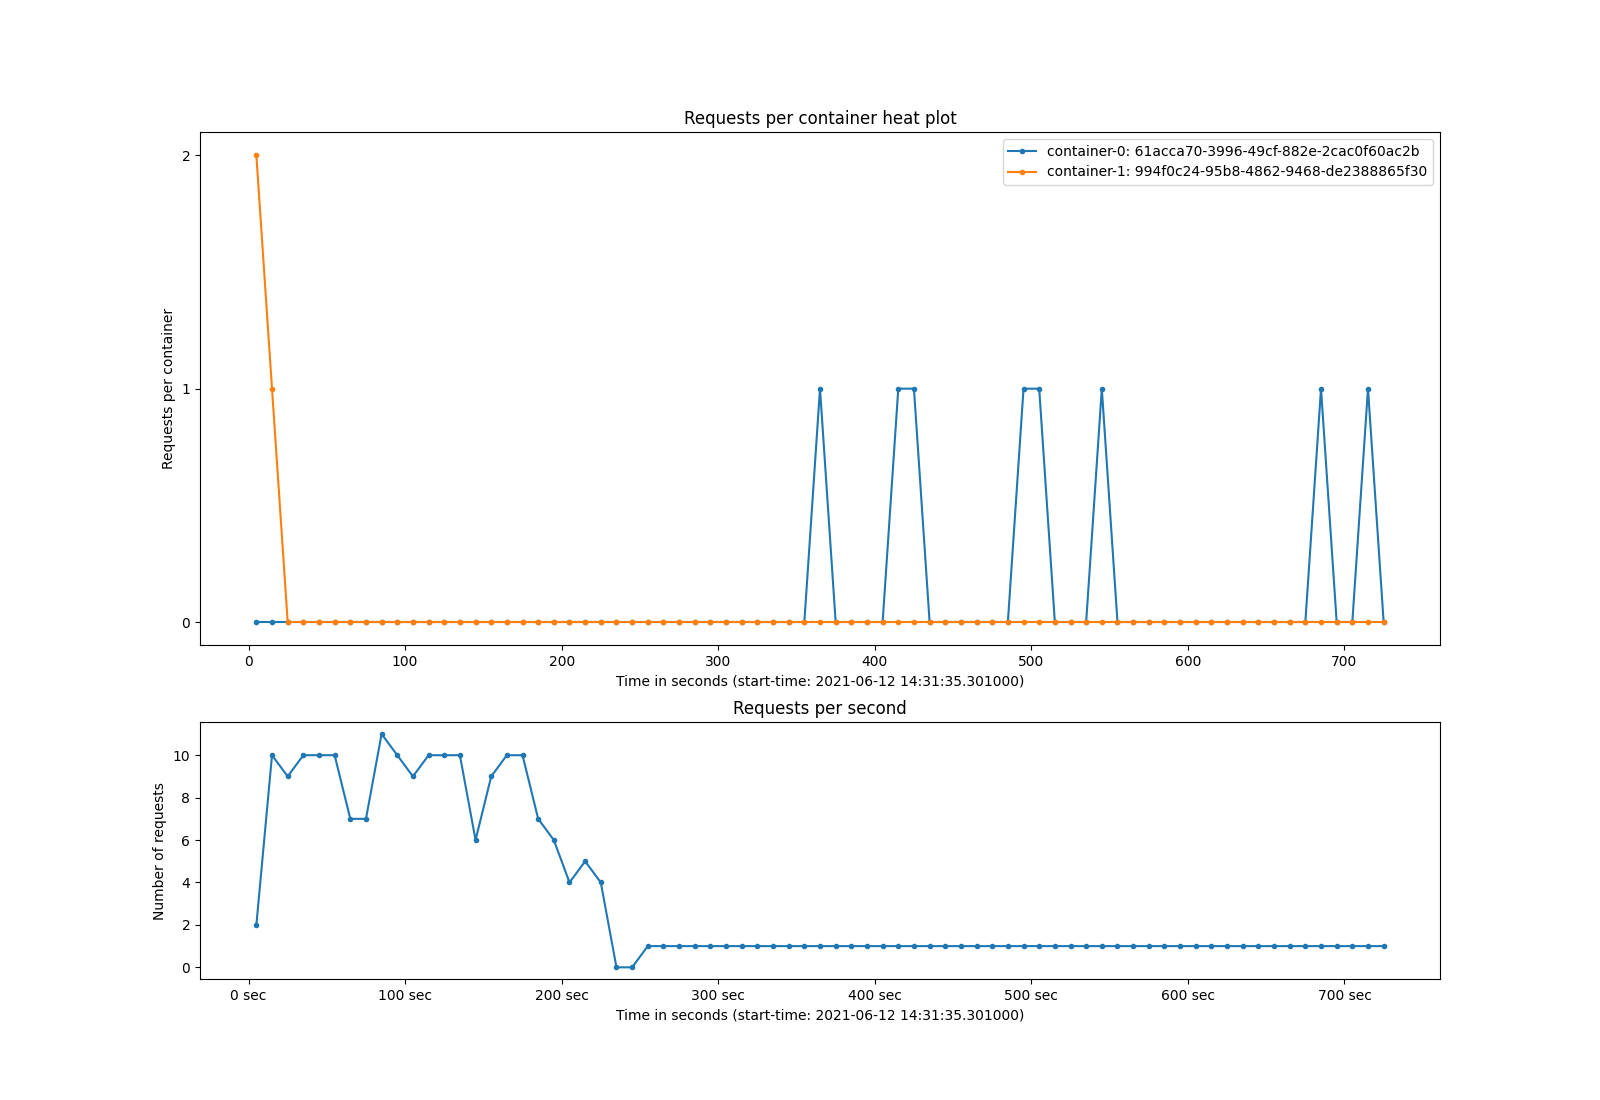 Requests per container heat plot
container-0: 61acca70-3996-49cf-882e-2cac0f60ac2b
container-1: 994f0c24-95b8-4862-9468-de2388865f30
Requests per container
2
1
0
0 100 200 300 400 500 600 700
Time in seconds (start-time: 2021-06-12 14:31:35.301000)
Requests per second
Number of requests
10
8
6
4
2
0
0 sec 100 sec 200 sec 300 sec 400 sec 500 sec 600 sec 700 sec
Time in seconds (start-time: 2021-06-12 14:31:35.301000)